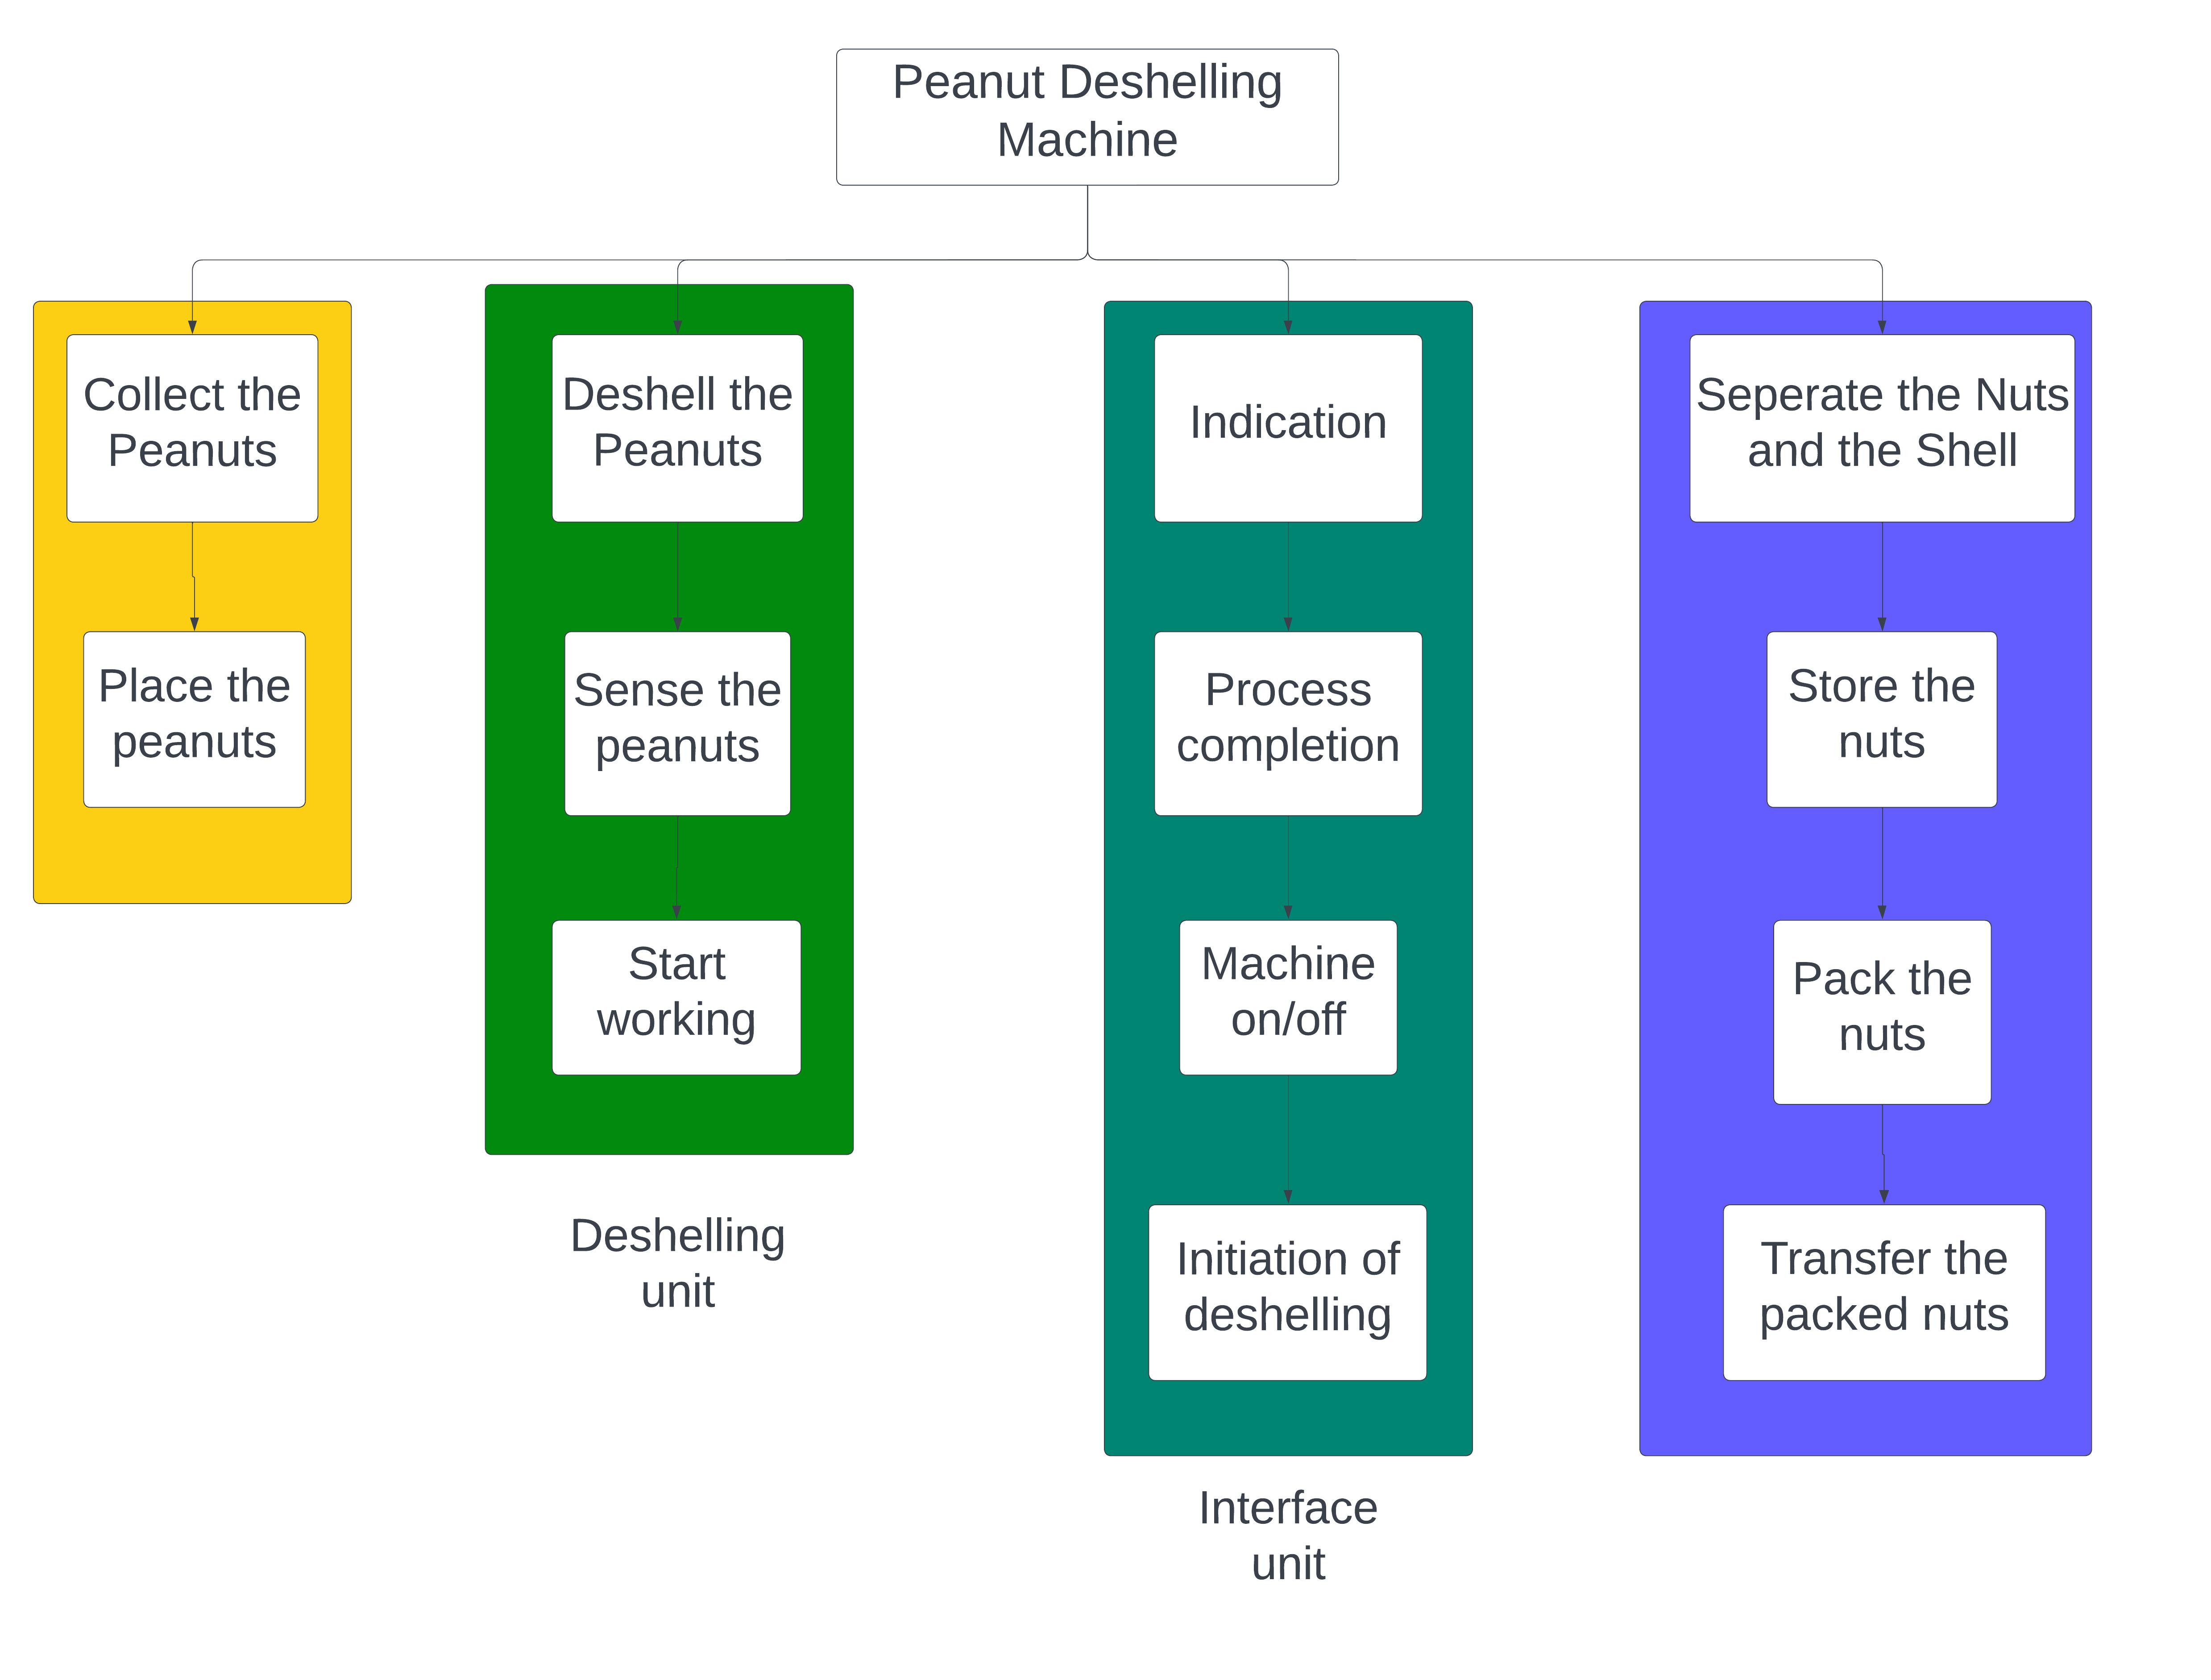 Peanut Deshelling
Machine
Collect the
Peanuts
Place the
peanuts
Deshell the
Peanuts
Sense the
peanuts
Start
working
Deshelling
unit
Indication
Process
completion
Machine
on/off
Initiation of
deshelling
Interface
unit
Seperate the Nuts
and the Shell
Store the
nuts
Pack the
nuts
Transfer the
packed nuts